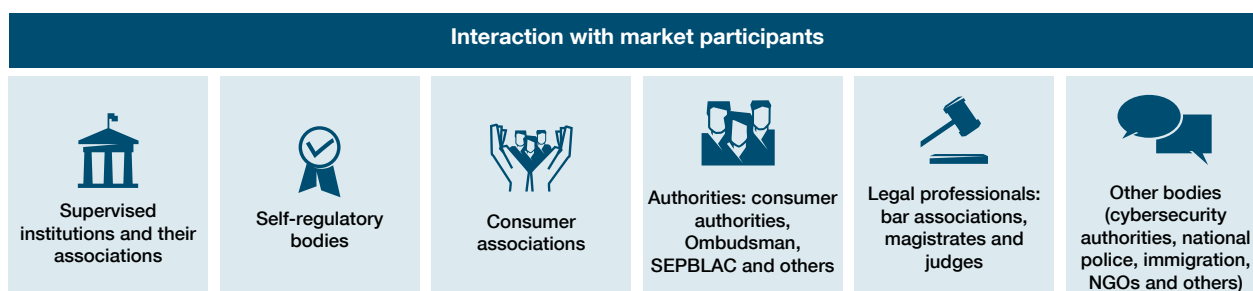 Interaction with market participants
Supervised
institutions and their
associations
Self-regulatory
bodies
Consumer
associations
Authorities: consumer
authorities,
Ombudsman,
SEPBLAC and others
Legal professionals:
bar associations,
magistrates and
judges
Other bodies
(cybersecurity
authorities, national
police, immigration,
NGOs and others)